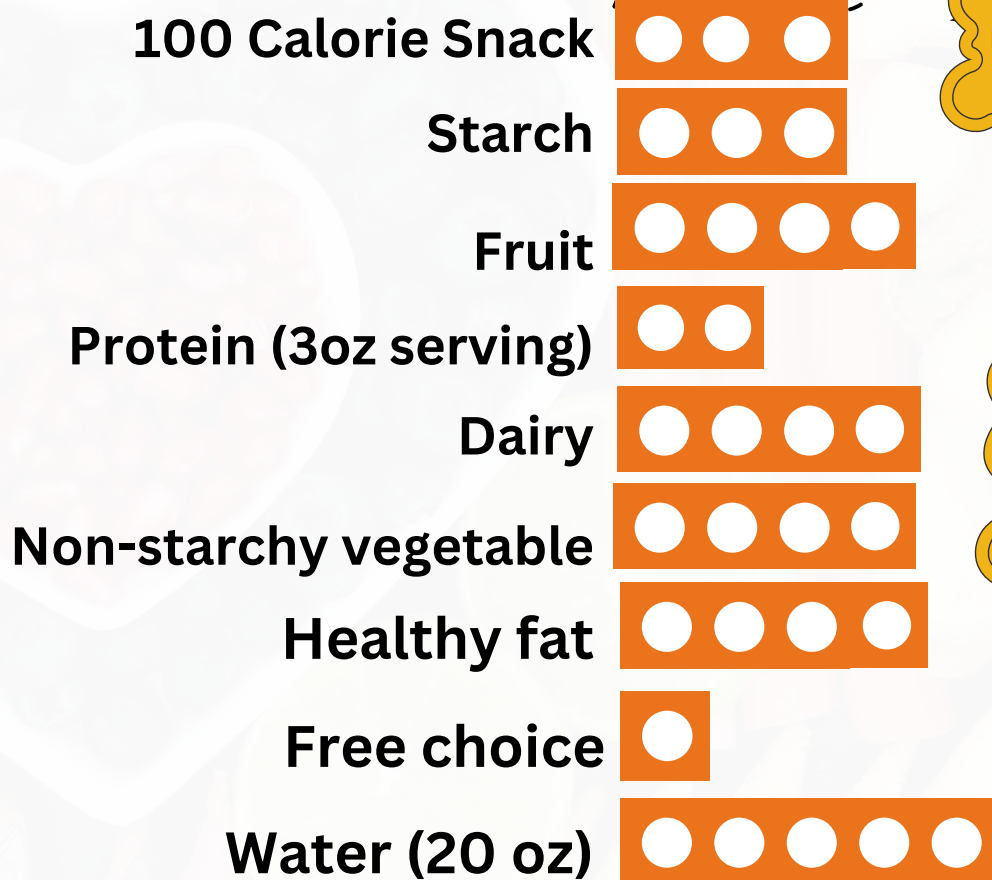 100 Calorie Snack
Starch
Fruit
Protein (3oz serving)
Dairy
Non-starchy vegetable
Healthy fat
Free choice
Water (20 oz)